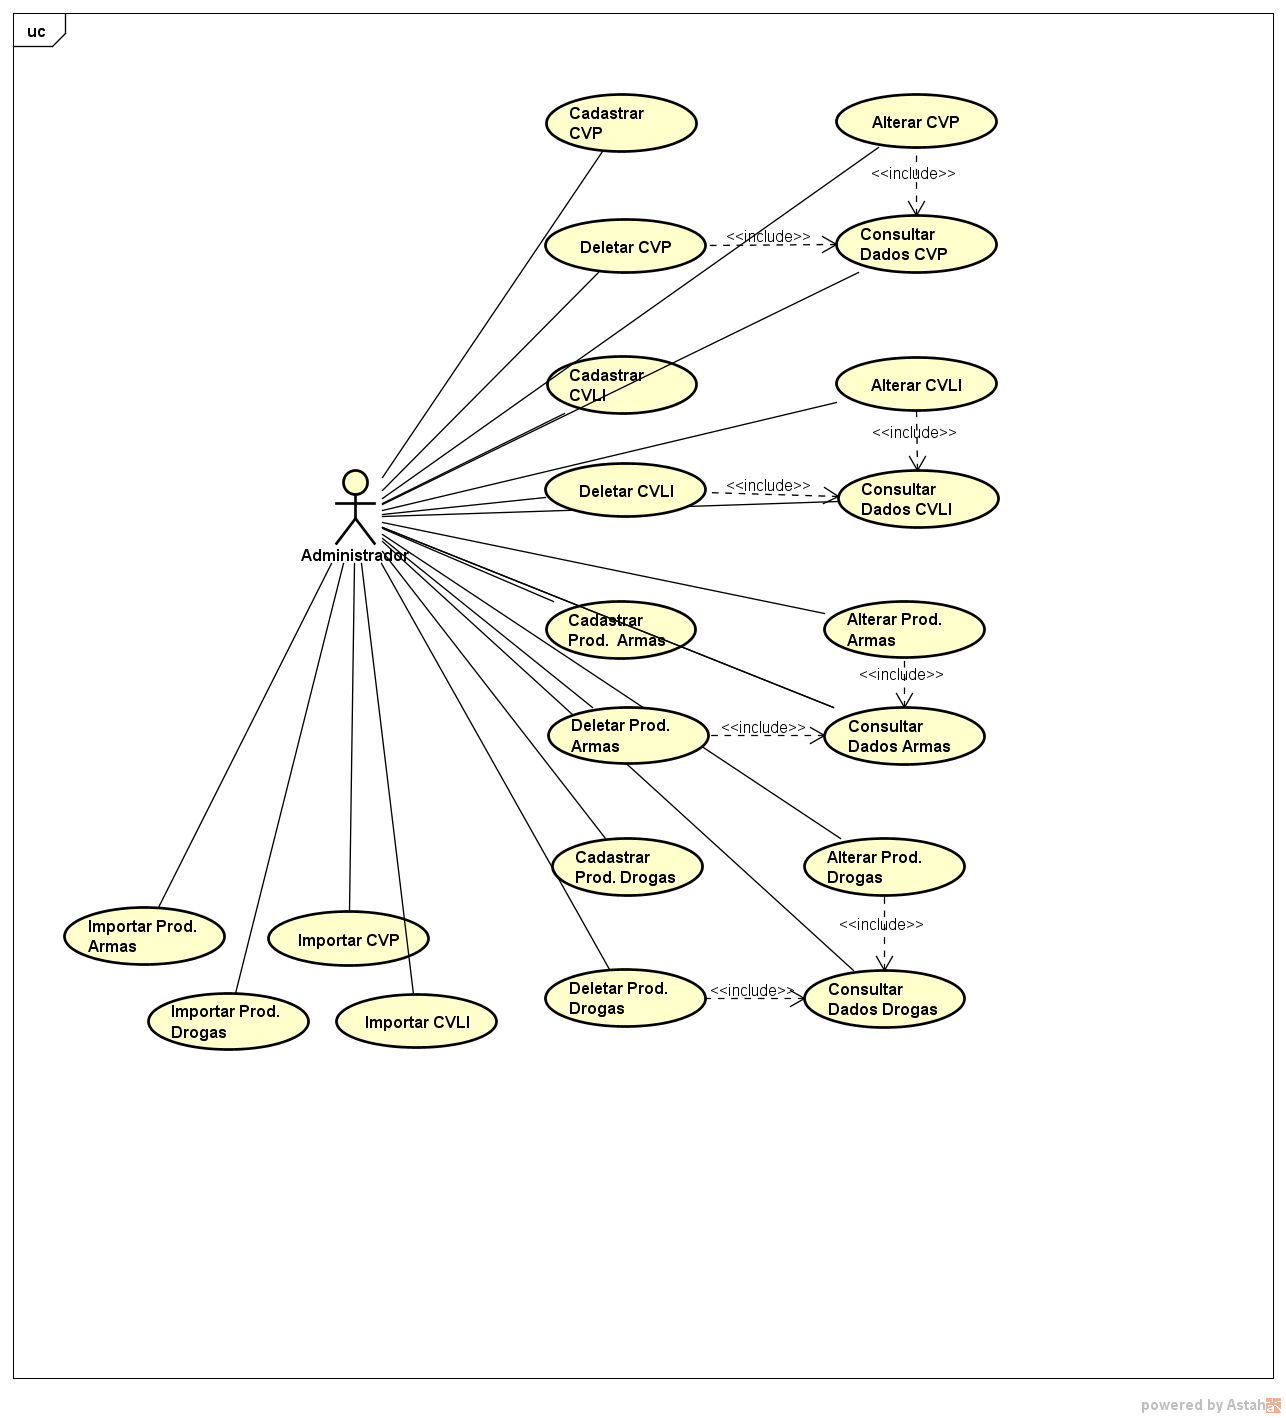 uc
Cadastrar
CVP
Alterar CVP
<<include>>
Deletar CVP
<<include>>
Consultar
Dados CVP
Cadastrar
CVLI
Alterar CVLI
<<include>>
Deletar CVLI
<<include>>
Consultar
Dados CVLI
Administrador
Cadastrar
Prod.  Armas
Alterar Prod.
Armas
<<include>>
Deletar Prod.
Armas
<<include>>
Consultar
Dados Armas
Cadastrar
Prod. Drogas
Alterar Prod.
Drogas
<<include>>
Importar Prod.
Armas
Importar CVP
Deletar Prod.
Drogas
<<include>>
Consultar
Dados Drogas
Importar Prod.
Drogas
Importar CVLI
powered by Astah